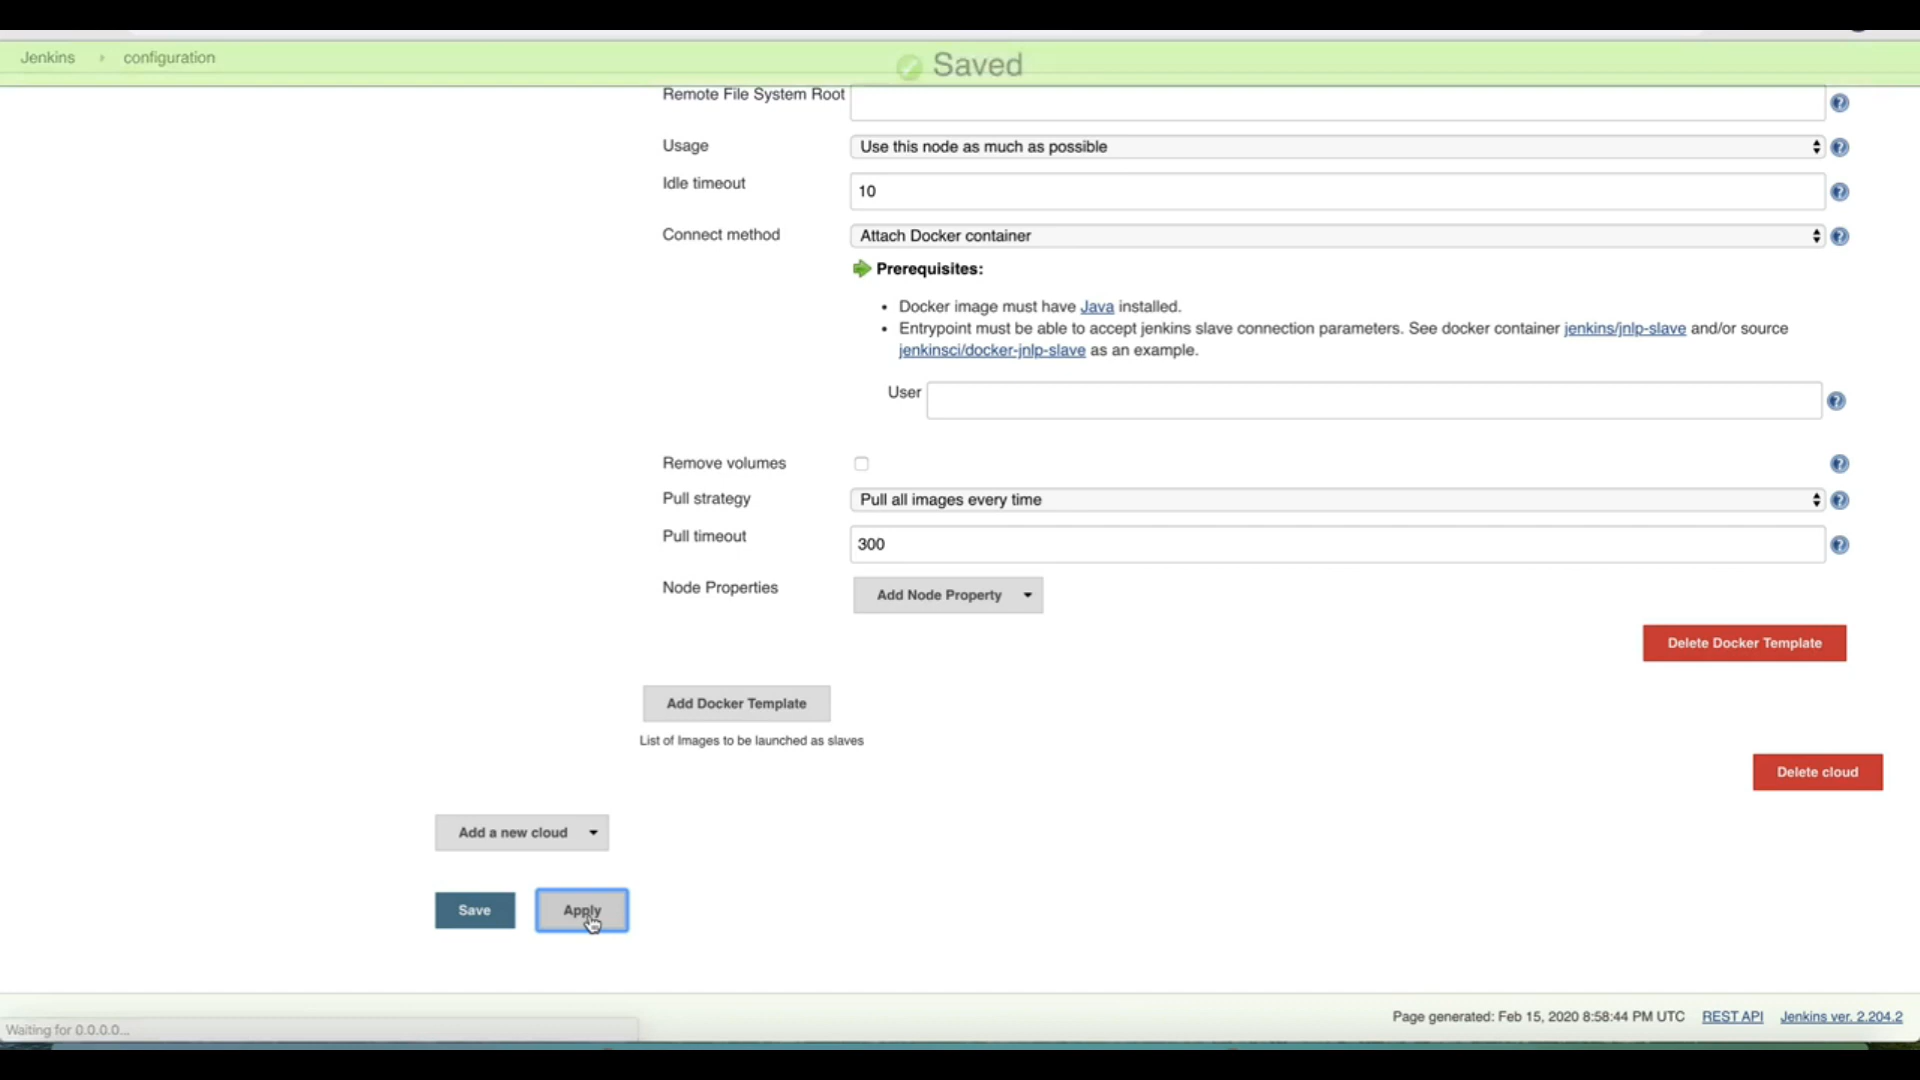 Jenkins › configuration
Saved
Remote File System Root
Usage Use this node as much as possible
Idle timeout 10
Connect method Attach Docker container
Prerequisites:
• Docker image must have Java installed.
• Entrypoint must be able to accept jenkins slave connection parameters. See docker container jenkins/jnlp-slave and/or source
jenkinsci/docker-jnlp-slave as an example.
User
Remove volumes
Pull strategy Pull all images every time
Pull timeout 300
Node Properties Add Node Property
Delete Docker Template
Add Docker Template
List of Images to be launched as slaves
Delete cloud
Add a new cloud
Save Apply
Page generated: Feb 15, 2020 8:58:44 PM UTC REST API Jenkins ver. 2.204.2
Waiting for 0.0.0.0...